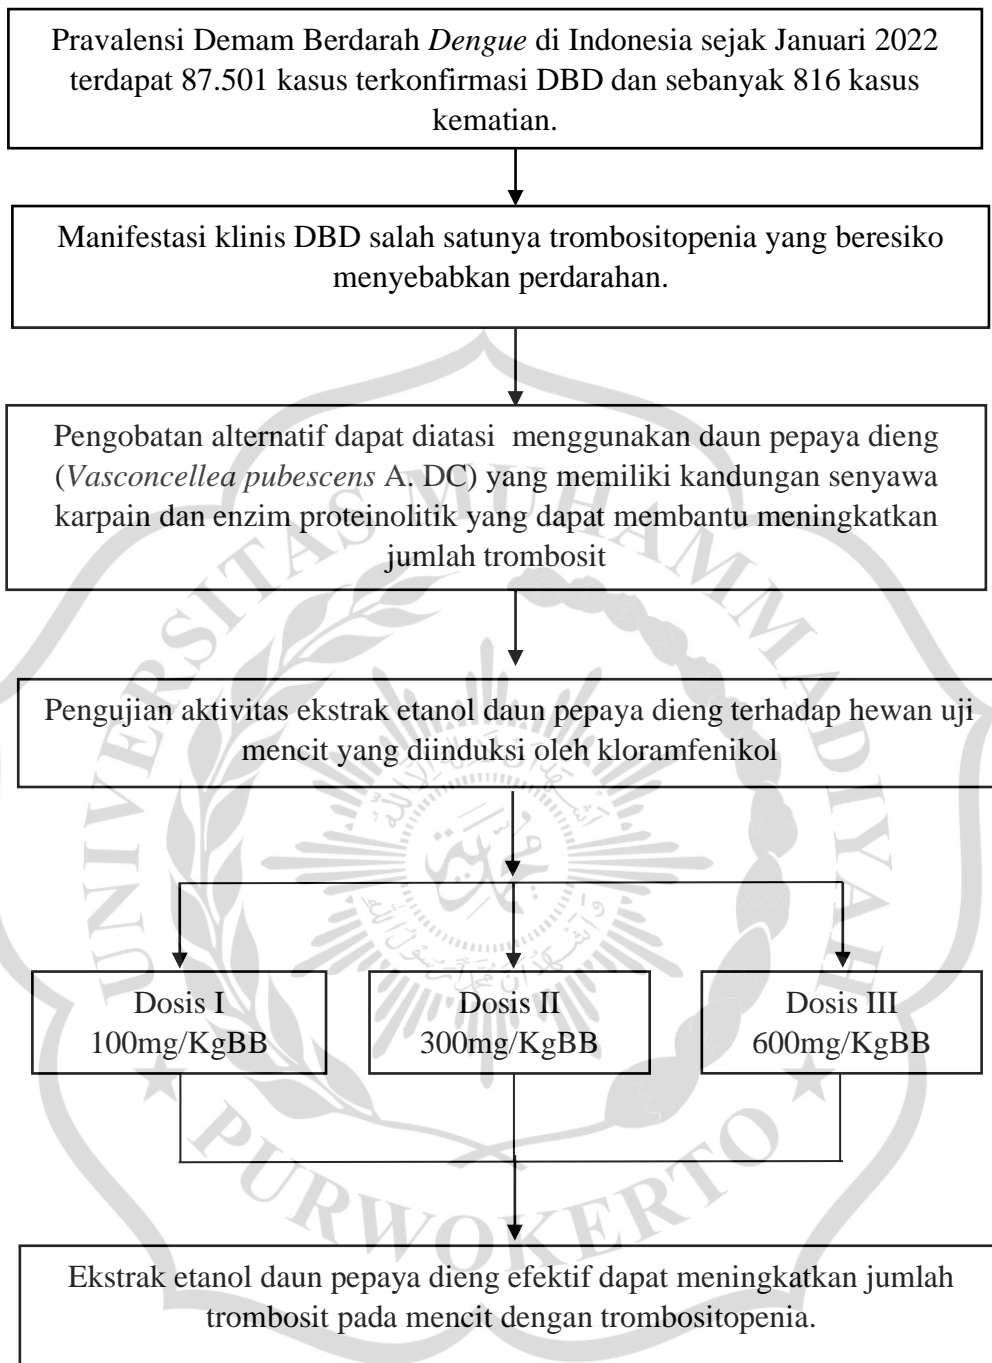 Pravalensi Demam Berdarah Dengue di Indonesia sejak Januari 2022
terdapat 87.501 kasus terkonfirmasi DBD dan sebanyak 816 kasus
kematian.
Manifestasi klinis DBD salah satunya trombositopenia yang beresiko
menyebabkan perdarahan.
Pengobatan alternatif dapat diatasi menggunakan daun pepaya dieng
(Vasconcellea pubescens A. DC) yang memiliki kandungan senyawa
karpain dan enzim proteinolitik yang dapat membantu meningkatkan
jumlah trombosit
Pengujian aktivitas ekstrak etanol daun pepaya dieng terhadap hewan uji
mencit yang diinduksi oleh kloramfenikol
Dosis I
100mg/KgBB
Dosis II
300mg/KgBB
Dosis III
600mg/KgBB
Ekstrak etanol daun pepaya dieng efektif dapat meningkatkan jumlah
trombosit pada mencit dengan trombositopenia.
UNIVERSITAS MUHAMMADIYAH
PURWOKERTO